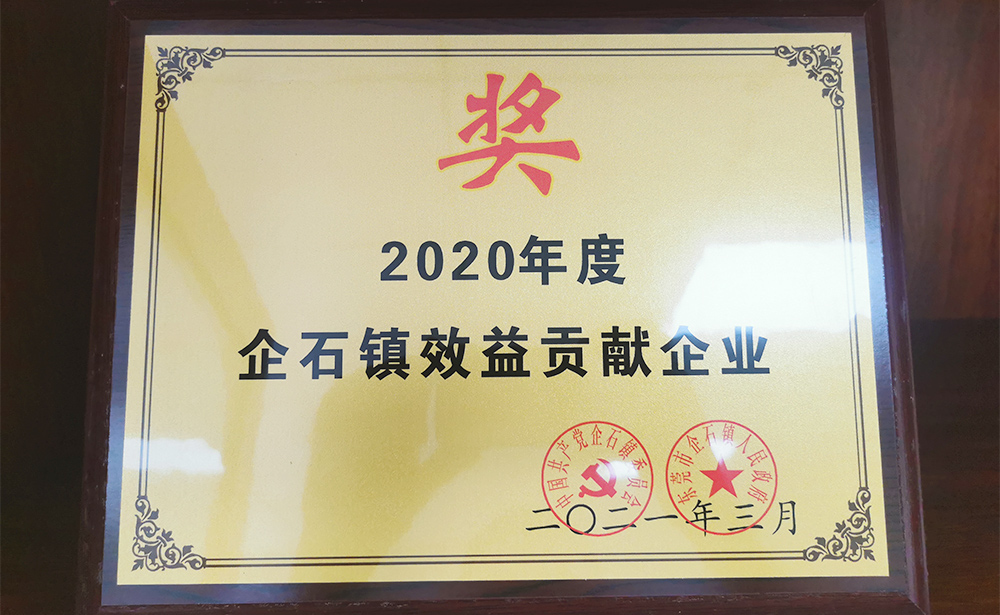 奖
2020年度
企石镇效益贡献企业
中国共产党企石镇委员会
东莞市企石镇人民政府
二〇二一年三月